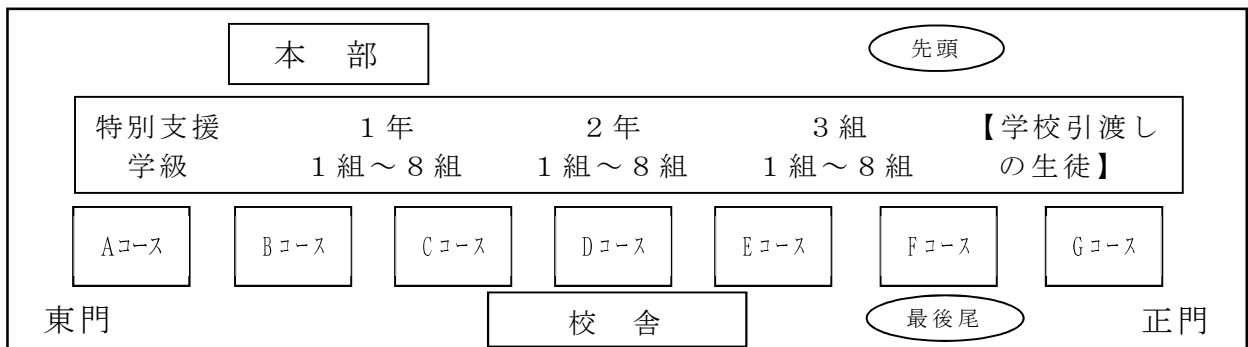 本 部
先頭
特別支援 1年 2年 3組 【学校引渡し
学級 1組～8組 1組～8組 1組～8組 の生徒】
Aコース Bコース Cコース Dコース Eコース Fコース Gコース
東門 校 舎 最後尾 正門